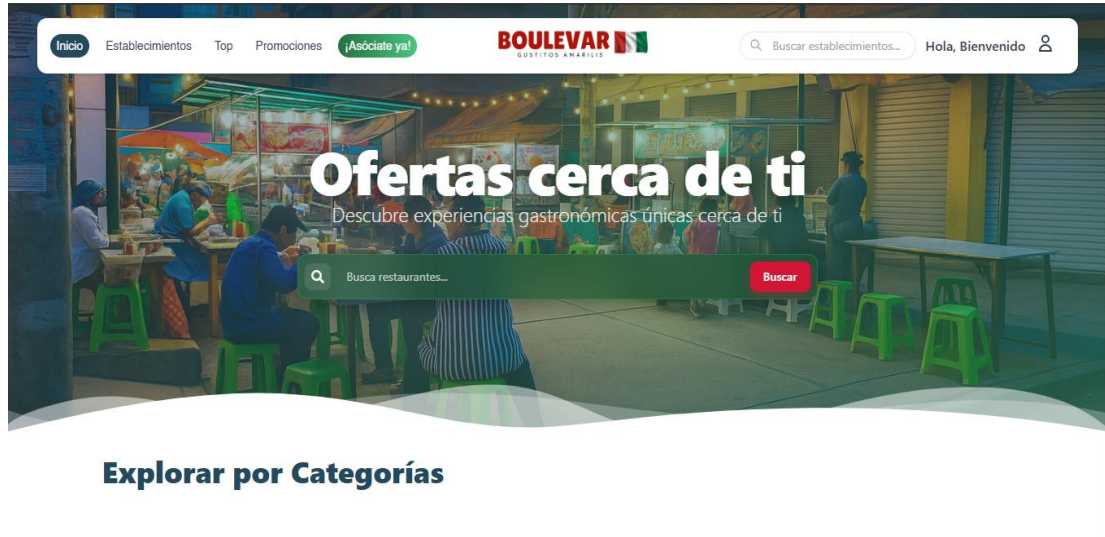 Inicio
Establecimientos
Top
Promociones
¡Asóciate ya!
BOULEVAR
GUSTITOS AMARILIS
Buscar establecimientos...
Hola, Bienvenido
Ofertas cerca de ti
Descubre experiencias gastronómicas únicas cerca de ti
Busca restaurantes...
Buscar
Explorar por Categorías